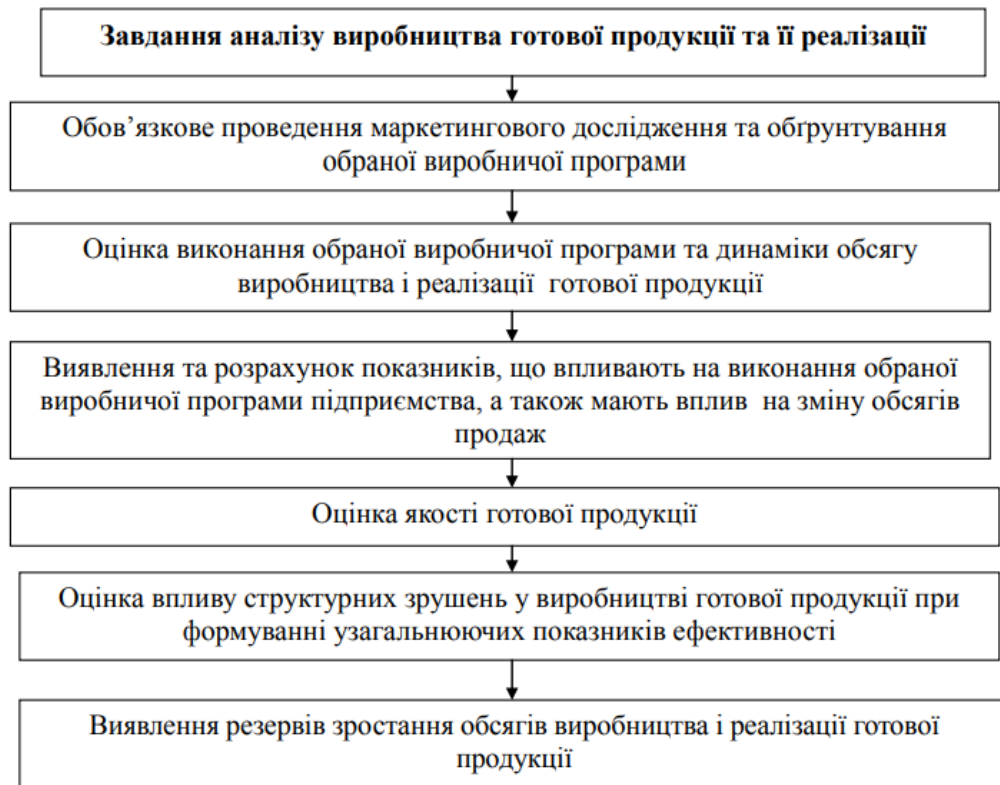 Завдання аналізу виробництва готової продукції та її реалізації
Обов’язкове проведення маркетингового дослідження та обґрунтування
обраної виробничої програми
Оцінка виконання обраної виробничої програми та динаміки обсягу
виробництва і реалізації готової продукції
Виявлення та розрахунок показників, що впливають на виконання обраної
виробничої програми підприємства, а також мають вплив на зміну обсягів
продаж
Оцінка якості готової продукції
Оцінка впливу структурних зрушень у виробництві готової продукції при
формуванні узагальнюючих показників ефективності
Виявлення резервів зростання обсягів виробництва і реалізації готової
продукції